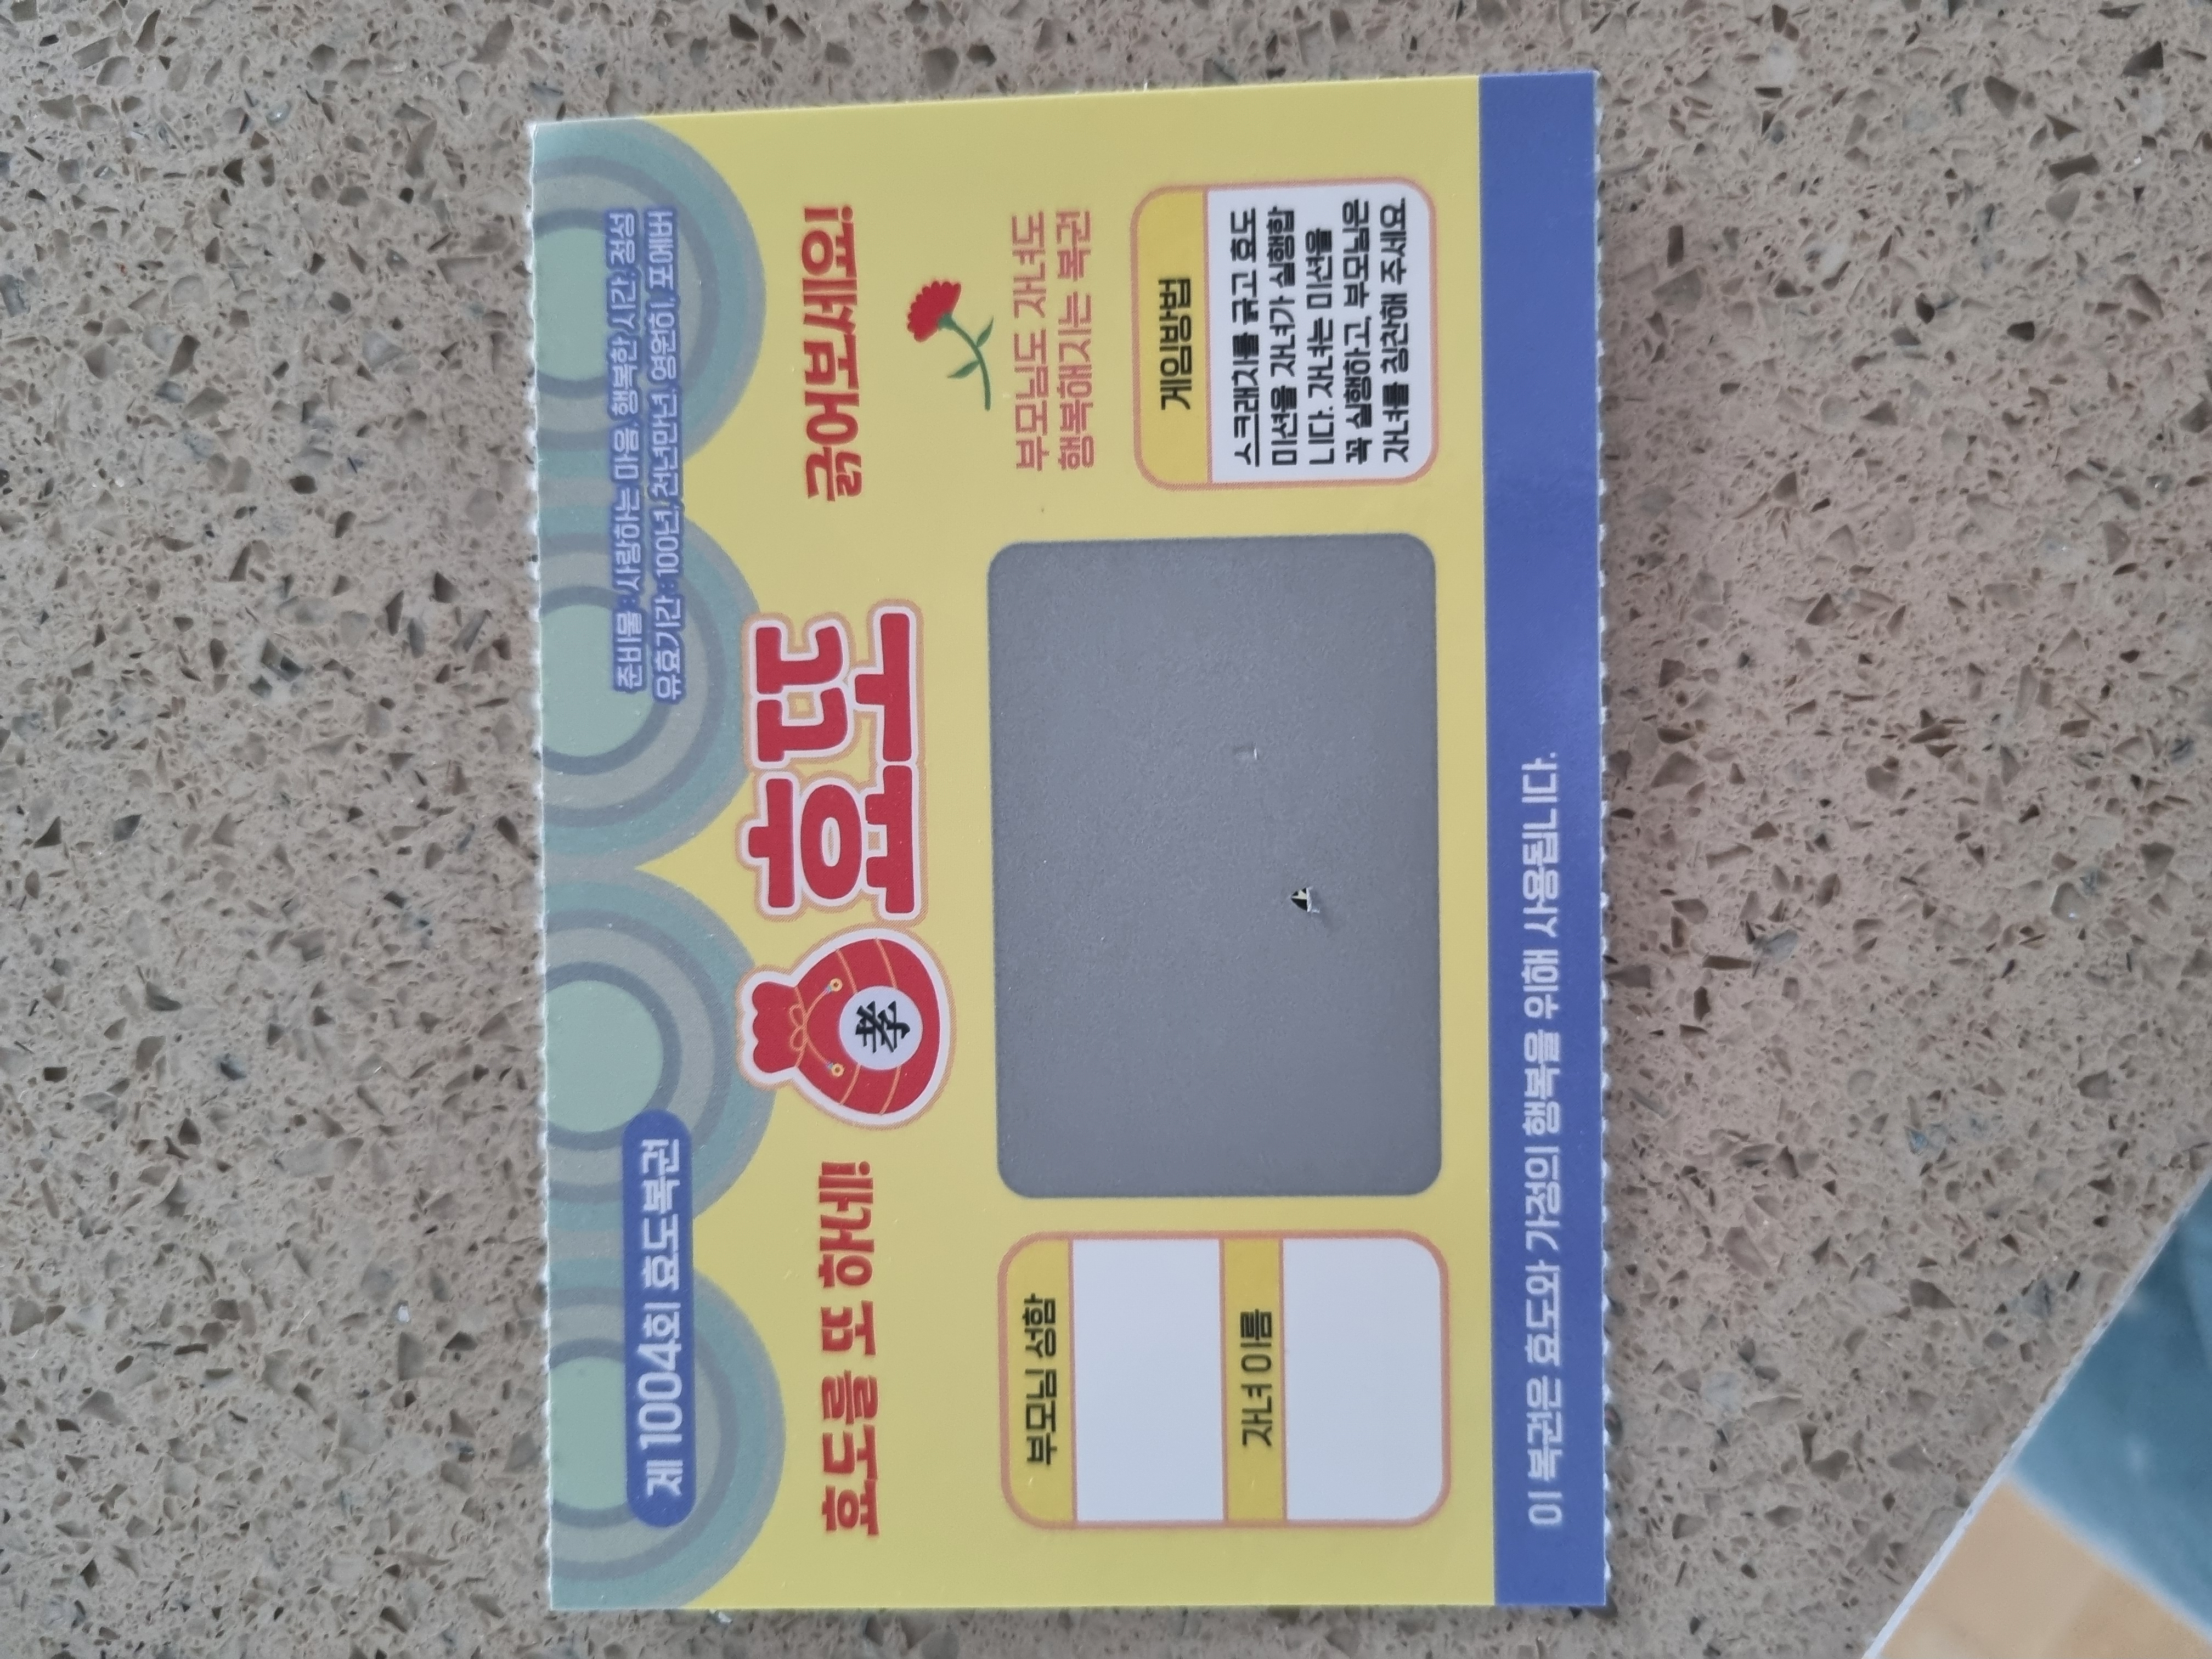 제 1004회 효도복권
준비물 : 사랑하는 마음, 행복한 시간, 정성
유효기간 : 100년, 천년만년, 영원히, 포에버
효도를 또 하네!
孝
효또
긁어보세요!
부모님도 자녀도
행복해지는 복권
부모님 성함
자녀 이름
게임방법
스크래치를 긁고 효도
미션을 자녀가 실행합
니다. 자녀는 미션을
꼭 실행하고, 부모님은
자녀를 칭찬해 주세요.
이 복권은 효도와 가정의 행복을 위해 사용됩니다.